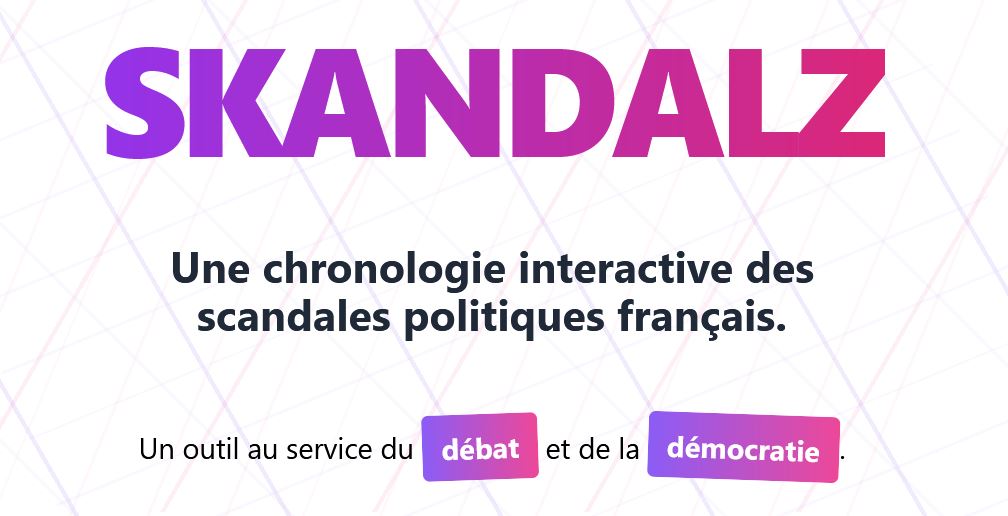 SKANDALZ
Une chronologie interactive des
scandales politiques français.
Un outil au service du débat et de la démocratie.